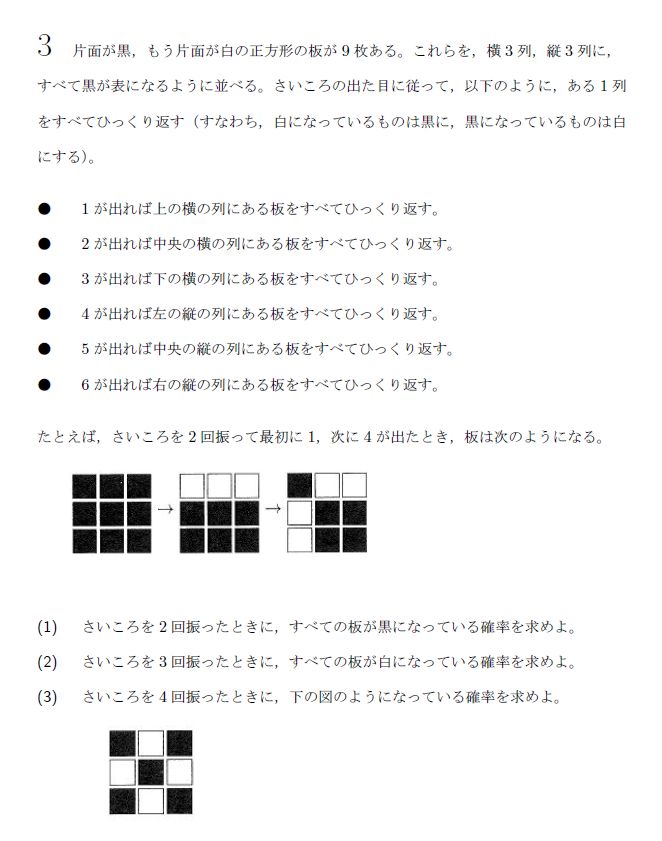 3 片面が黒，もう片面が白の正方形の板が 9 枚ある。これらを，横 3 列，縦 3 列に，
すべて黒が表になるように並べる。さいころの出た目に従って，以下のように，ある 1 列
をすべてひっくり返す（すなわち，白になっているものは黒に，黒になっているものは白
にする）。
● 1 が出れば上の横の列にある板をすべてひっくり返す。
● 2 が出れば中央の横の列にある板をすべてひっくり返す。
● 3 が出れば下の横の列にある板をすべてひっくり返す。
● 4 が出れば左の縦の列にある板をすべてひっくり返す。
● 5 が出れば中央の縦の列にある板をすべてひっくり返す。
● 6 が出れば右の縦の列にある板をすべてひっくり返す。
たとえば，さいころを 2 回振って最初に 1，次に 4 が出たとき，板は次のようになる。
(1) さいころを 2 回振ったときに，すべての板が黒になっている確率を求めよ。
(2) さいころを 3 回振ったときに，すべての板が白になっている確率を求めよ。
(3) さいころを 4 回振ったときに，下の図のようになっている確率を求めよ。